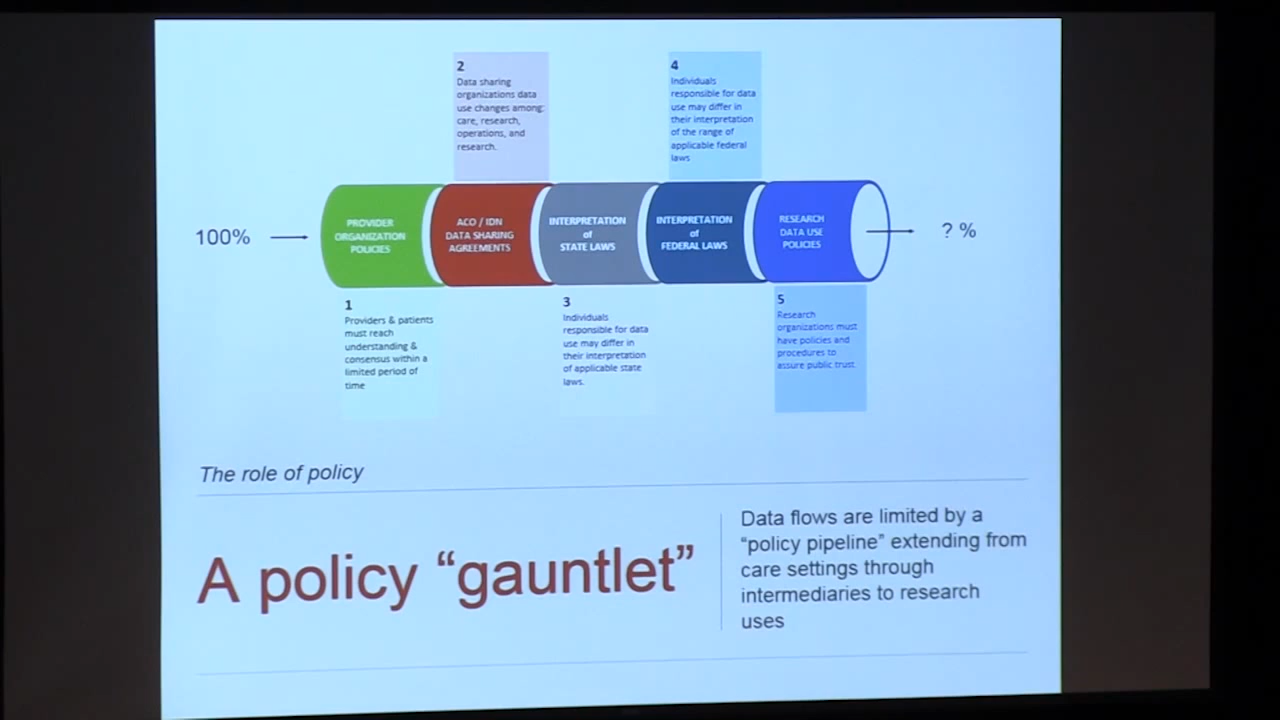 2
Data sharing
organizations data
use changes among:
care, research,
operations, and
research.
4
Individuals
responsible for data
use may differ in
their interpretation
of the range of
applicable federal
laws
100%
PROVIDER
ORGANIZATION
POLICIES
ACO / IDN
DATA SHARING
AGREEMENTS
INTERPRETATION
of
STATE LAWS
INTERPRETATION
of
FEDERAL LAWS
RESEARCH
DATA USE
POLICIES
? %
1
Providers & patients
must reach
understanding &
consensus within a
limited period of
time
3
Individuals
responsible for data
use may differ in
their interpretation
of applicable state
laws.
5
Research
organizations must
have policies and
procedures to
assure public trust.
The role of policy
A policy “gauntlet”
Data flows are limited by a
“policy pipeline” extending from
care settings through
intermediaries to research
uses